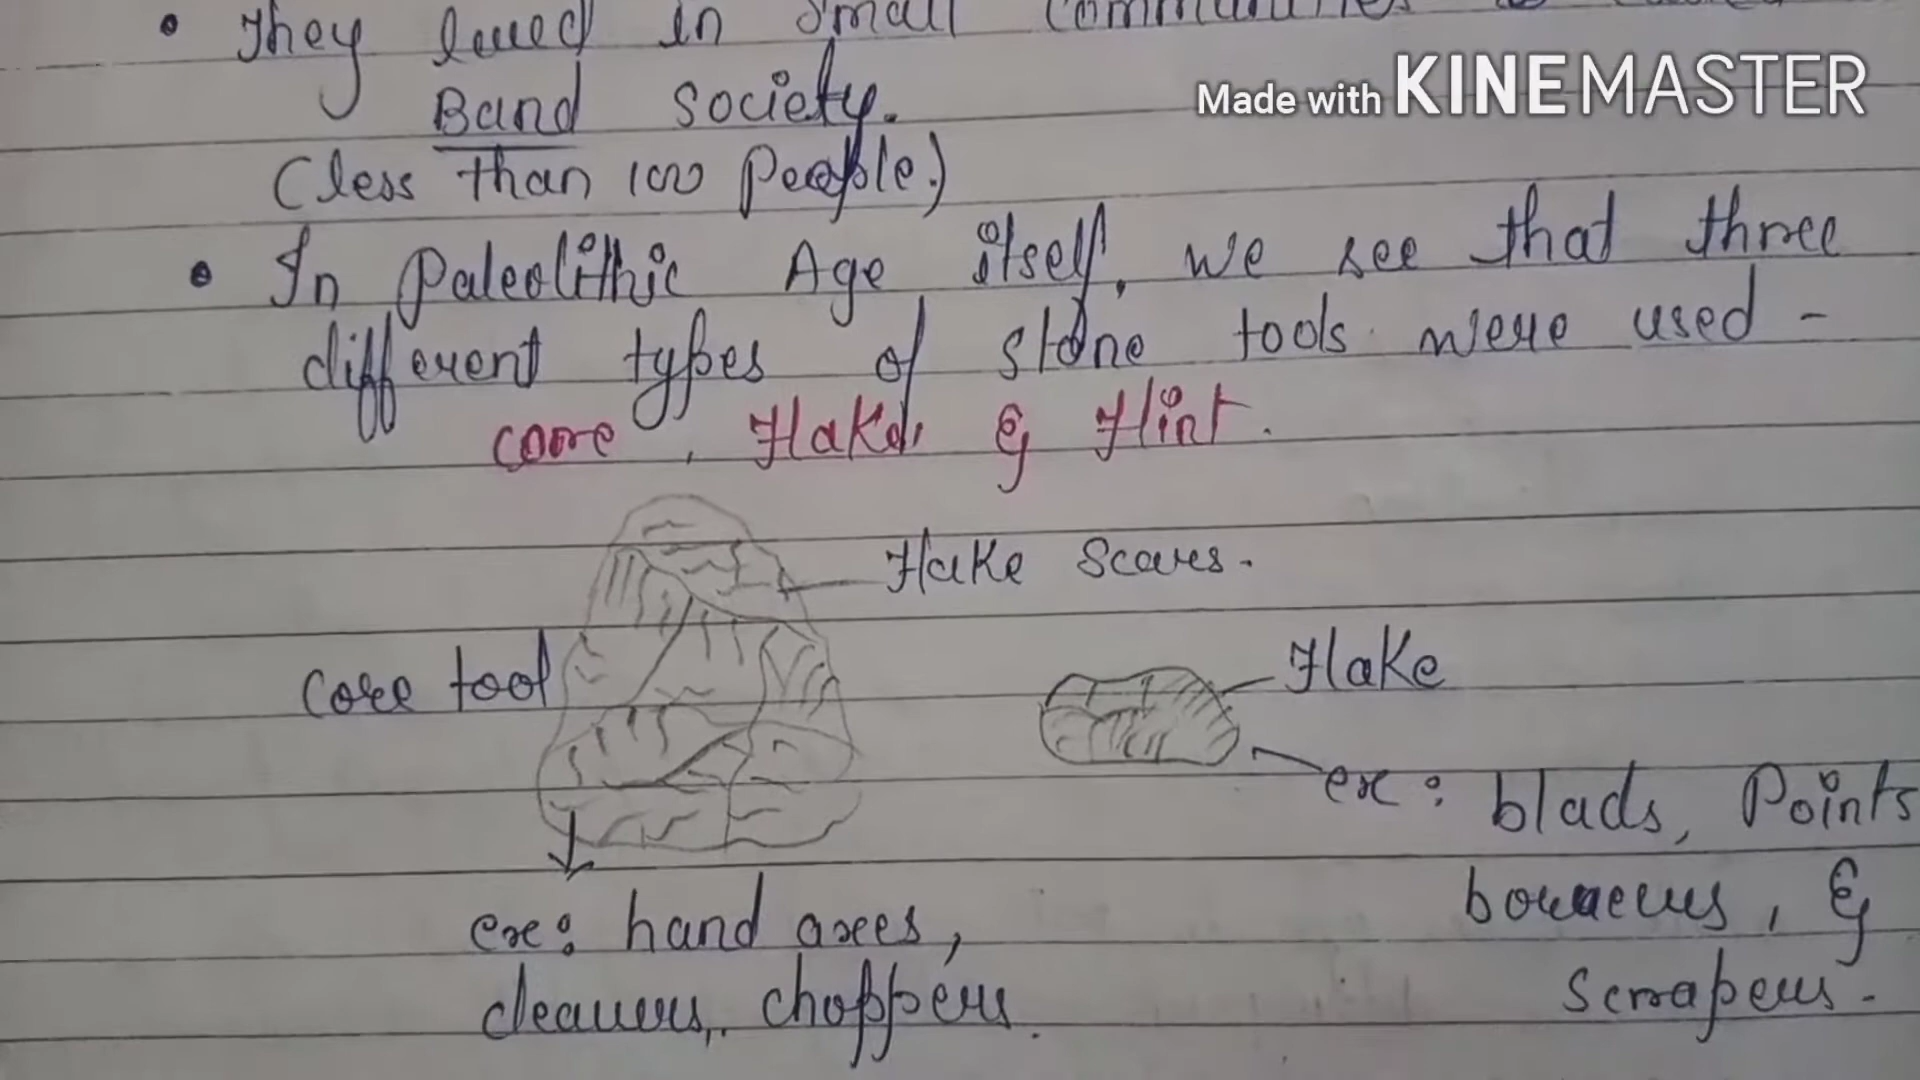 • They lived in small communities
Made with KINEMASTER
Band society.
(less than 100 People.)
• In Paleolithic Age itself, we see that three
different types of stone tools were used -
core, Flake, & Flint.
Flake Scares.
Core tool
Flake
ex: blads, Points
ex: hand axes,
&
cleavers, choppers.
scrapers.